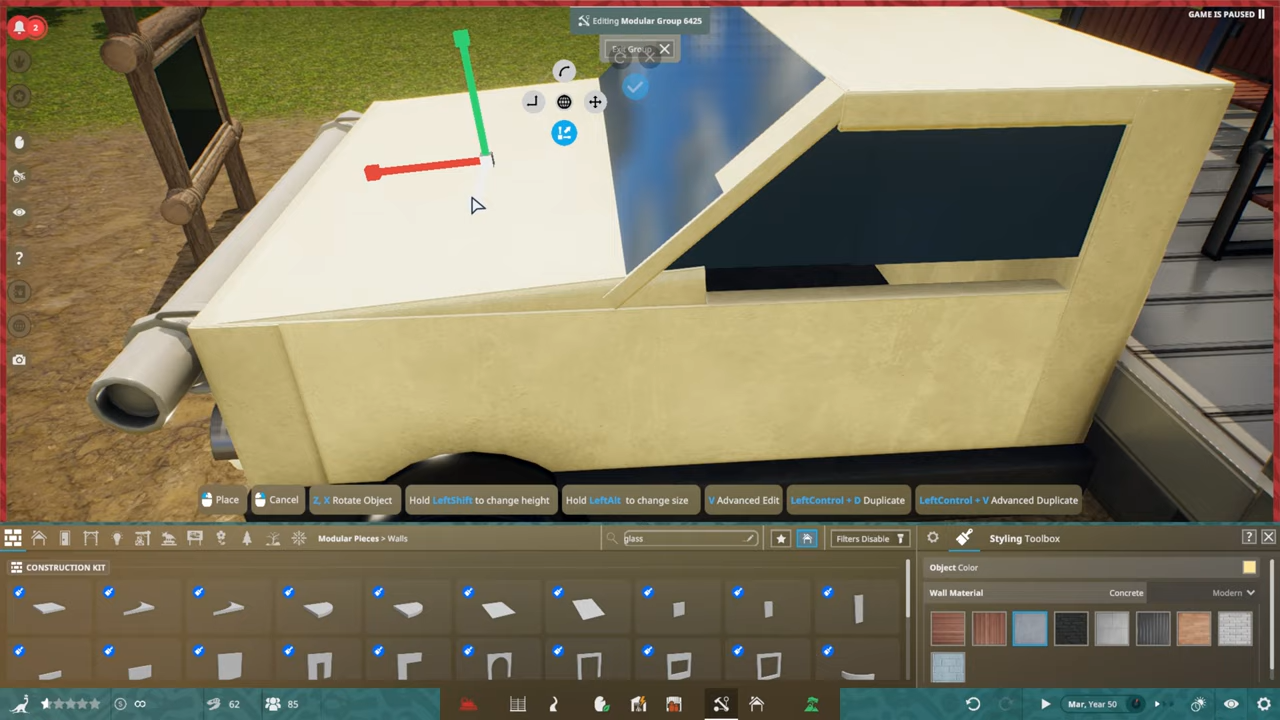 2
Editing Modular Group 6425
GAME IS PAUSED
Exit Group
?
Place
Cancel
Z, X Rotate Object
Hold LeftShift to change height
Hold LeftAlt to change size
V Advanced Edit
LeftControl + D Duplicate
LeftControl + V Advanced Duplicate
Modular Pieces > Walls
glass
Filters Disable
Styling Toolbox
?
CONSTRUCTION KIT
Object Color
Wall Material
Concrete
Modern
62
85
Mar, Year 50